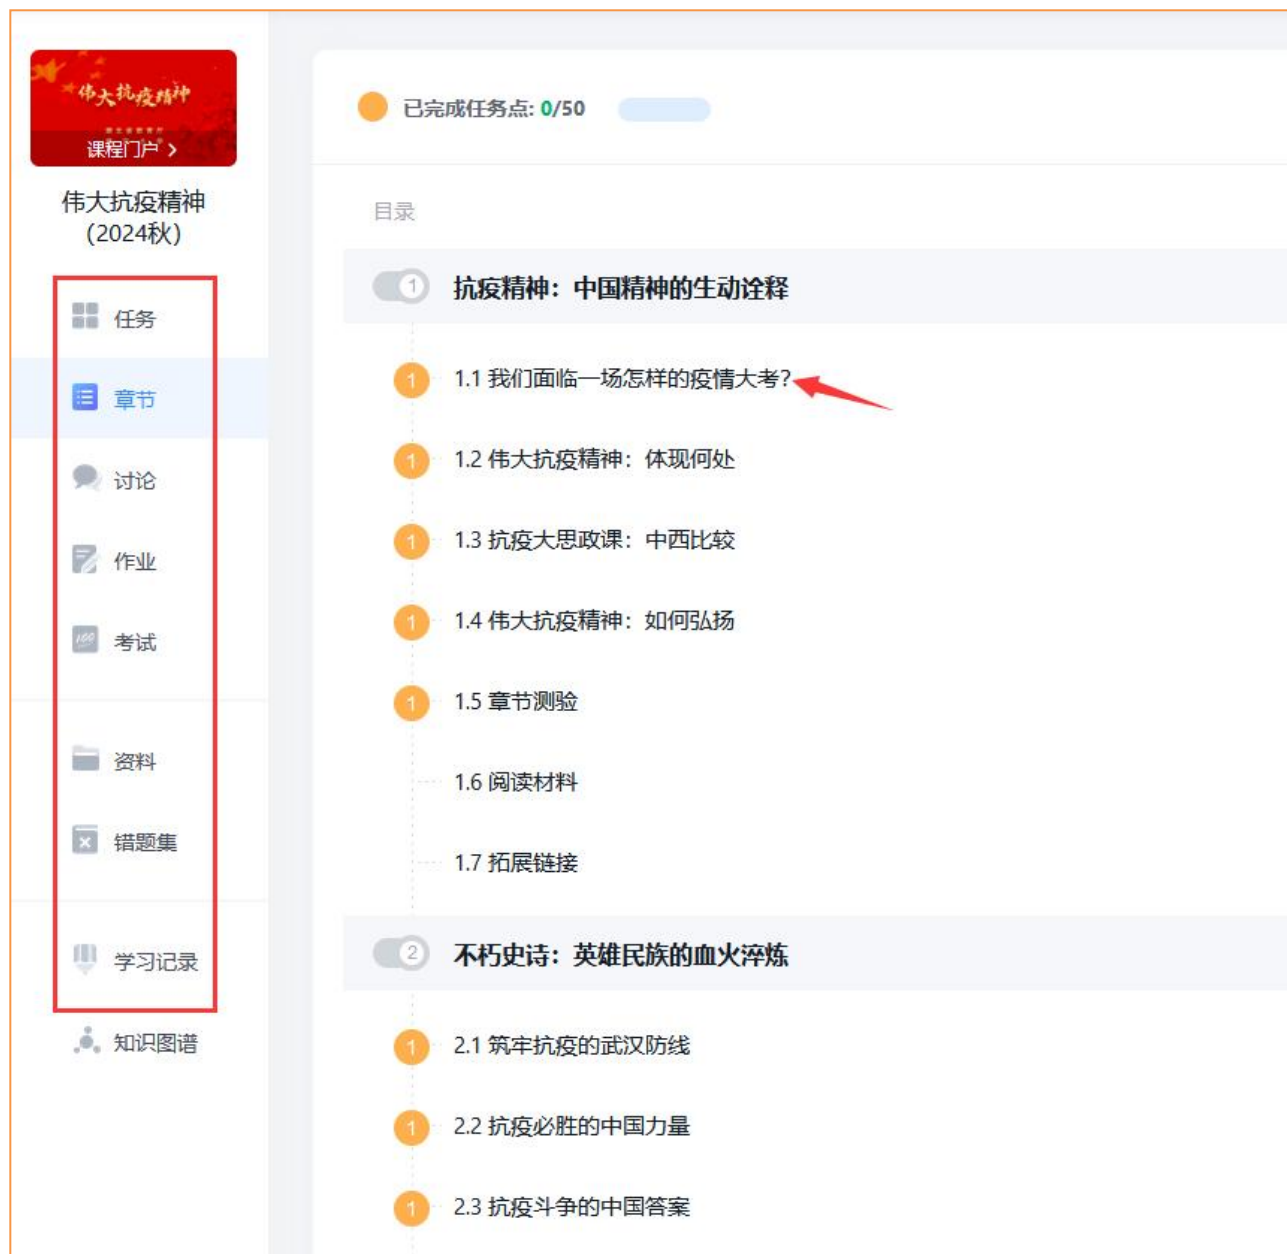 伟大抗疫精神
课程门户 >
伟大抗疫精神
(2024秋)
任务
章节
讨论
作业
考试
资料
错题集
学习记录
知识图谱
已完成任务点: 0/50
目录
1 抗疫精神：中国精神的生动诠释
1 1.1 我们面临一场怎样的疫情大考?
1 1.2 伟大抗疫精神：体现何处
1 1.3 抗疫大思政课：中西比较
1 1.4 伟大抗疫精神：如何弘扬
1 1.5 章节测验
1.6 阅读材料
1.7 拓展链接
2 不朽史诗：英雄民族的血火淬炼
1 2.1 筑牢抗疫的武汉防线
1 2.2 抗疫必胜的中国力量
1 2.3 抗疫斗争的中国答案